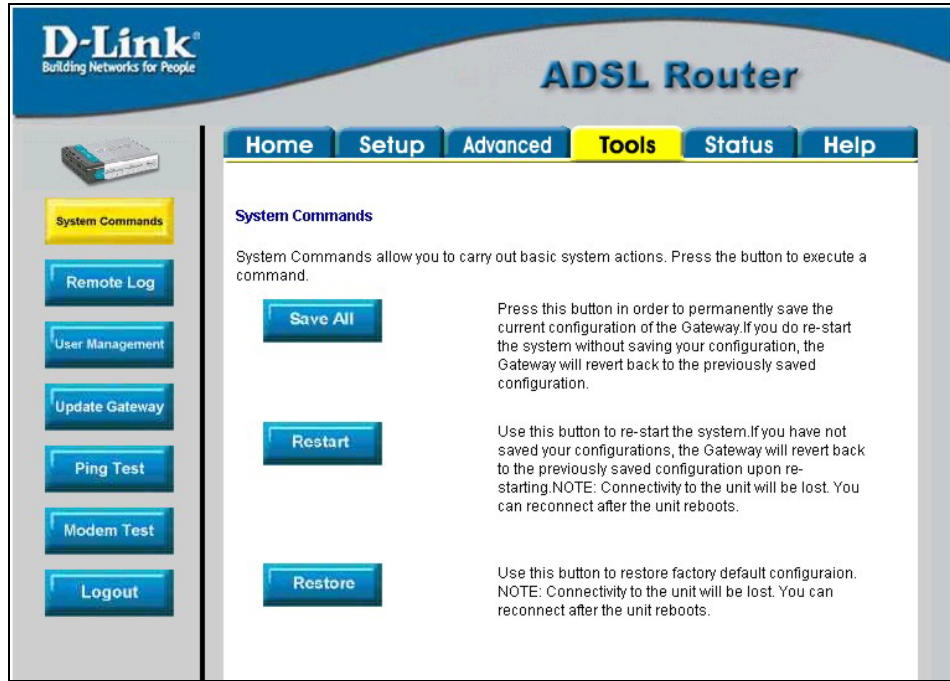 D-Link®
Building Networks for People
ADSL Router
Home Setup Advanced Tools Status Help
System Commands
Remote Log
User Management
Update Gateway
Ping Test
Modem Test
Logout
System Commands
System Commands allow you to carry out basic system actions. Press the button to execute a
command.
Save All
Press this button in order to permanently save the
current configuration of the Gateway.If you do re-start
the system without saving your configuration, the
Gateway will revert back to the previously saved
configuration.
Restart
Use this button to re-start the system.If you have not
saved your configurations, the Gateway will revert back
to the previously saved configuration upon re-
starting.NOTE: Connectivity to the unit will be lost. You
can reconnect after the unit reboots.
Restore
Use this button to restore factory default configuraion.
NOTE: Connectivity to the unit will be lost. You can
reconnect after the unit reboots.